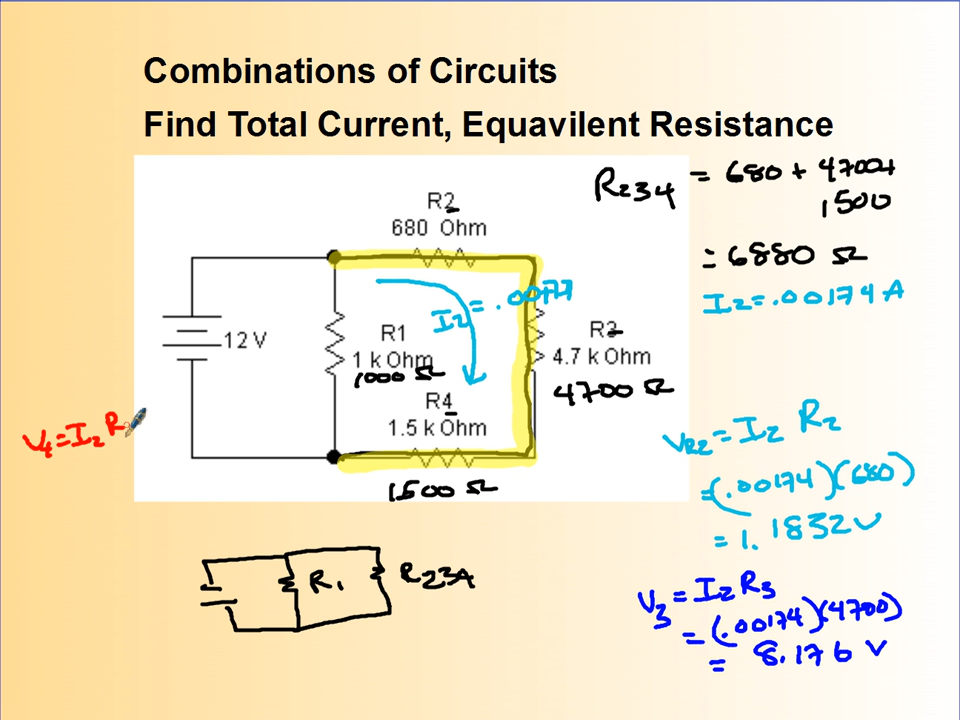 Combinations of Circuits
Find Total Current, Equavilent Resistance
R234 = 680 + 4700 +
1500
= 6880 Ω
I2 = .00174 A
R2
680 Ohm
I2 = .00177
12 V
R1
1 k Ohm
1000 Ω
R3
4.7 k Ohm
4700 Ω
R4
1.5 k Ohm
1500 Ω
V4 = I2 R
VR2 = I2 R2
= (.00174)(680)
= 1.1832 V
R1
R234
V3 = I2 R3
= (.00174)(4700)
= 8.176 V